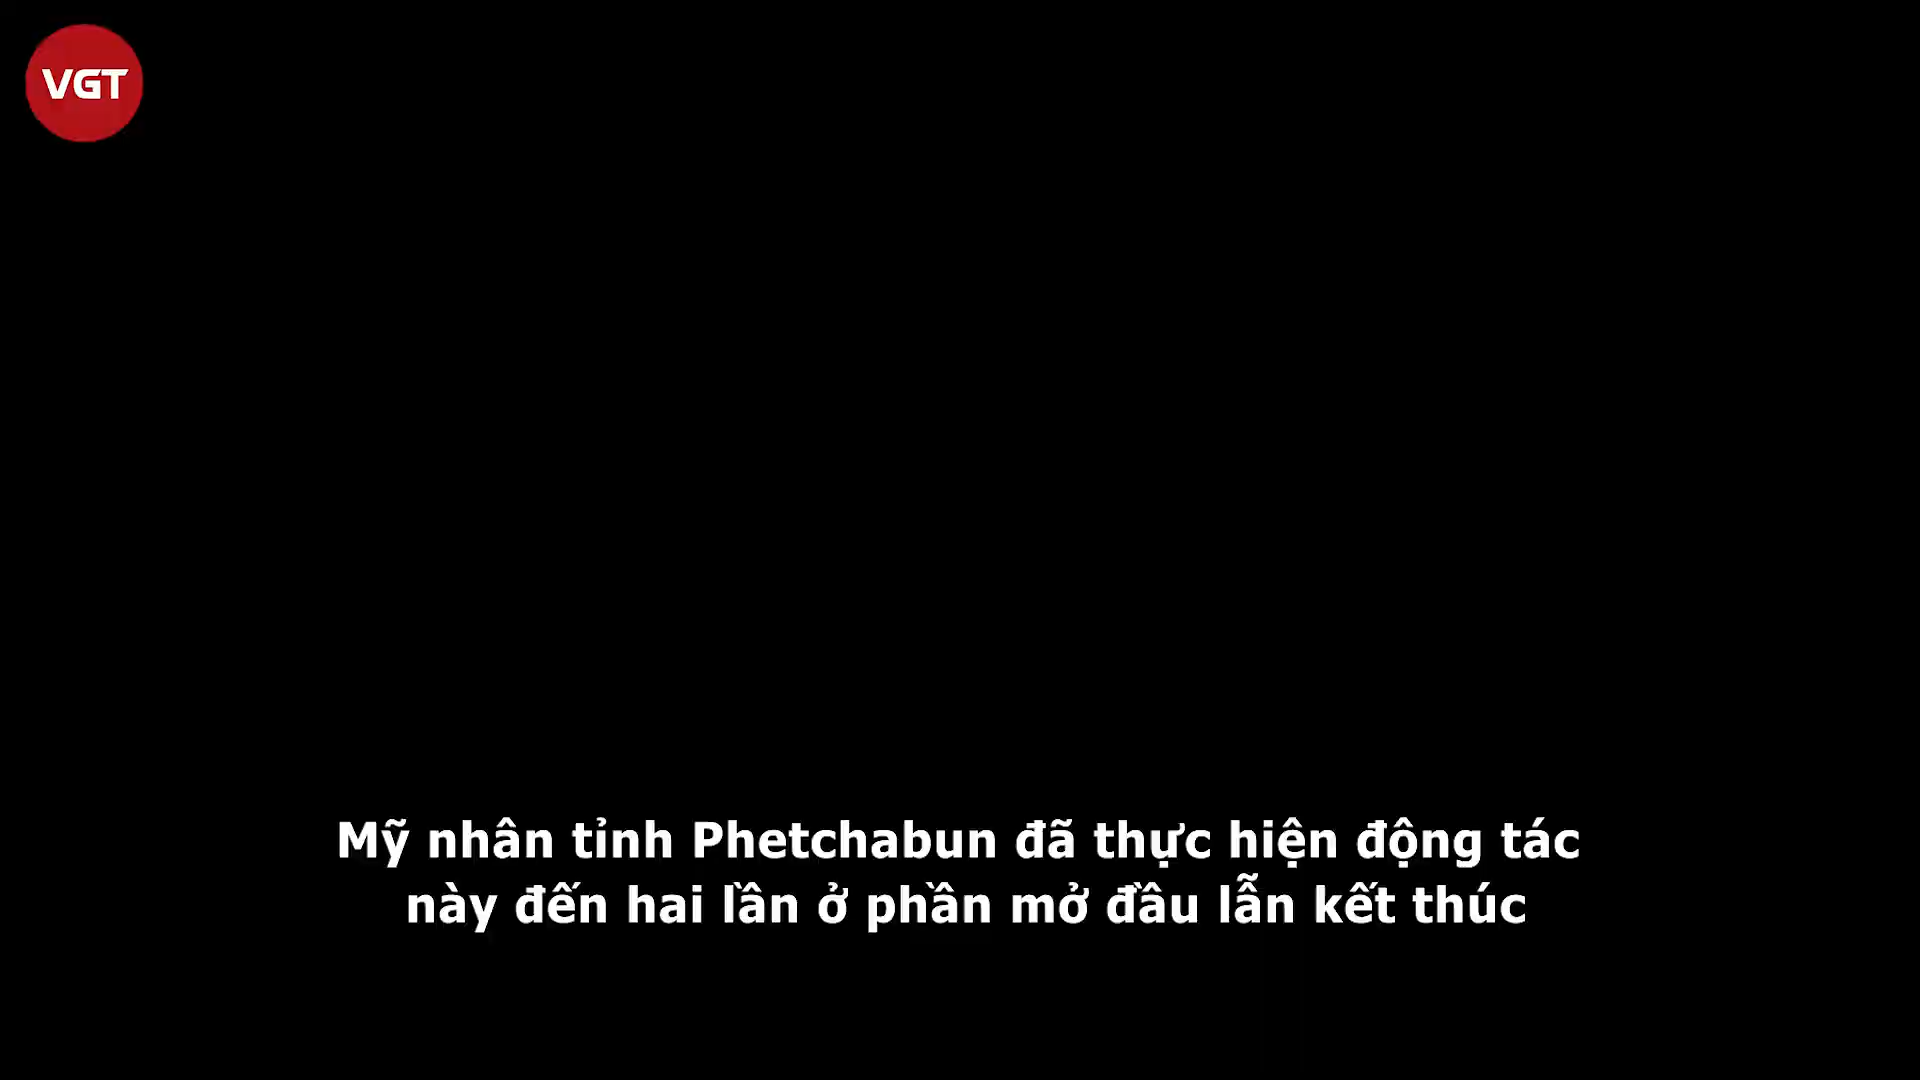 VGT
Mỹ nhân tỉnh Phetchabun đã thực hiện động tác
này đến hai lần ở phần mở đầu lẫn kết thúc